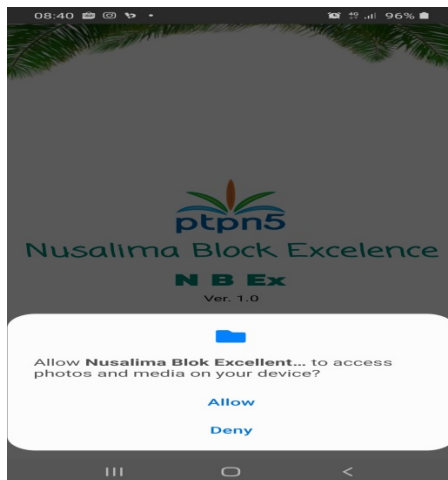 08:40
4G 96%
ptpn5
Nusalima Block Excelence
N B Ex
Ver. 1.0
Allow Nusalima Blok Excellent... to access
photos and media on your device?
Allow
Deny